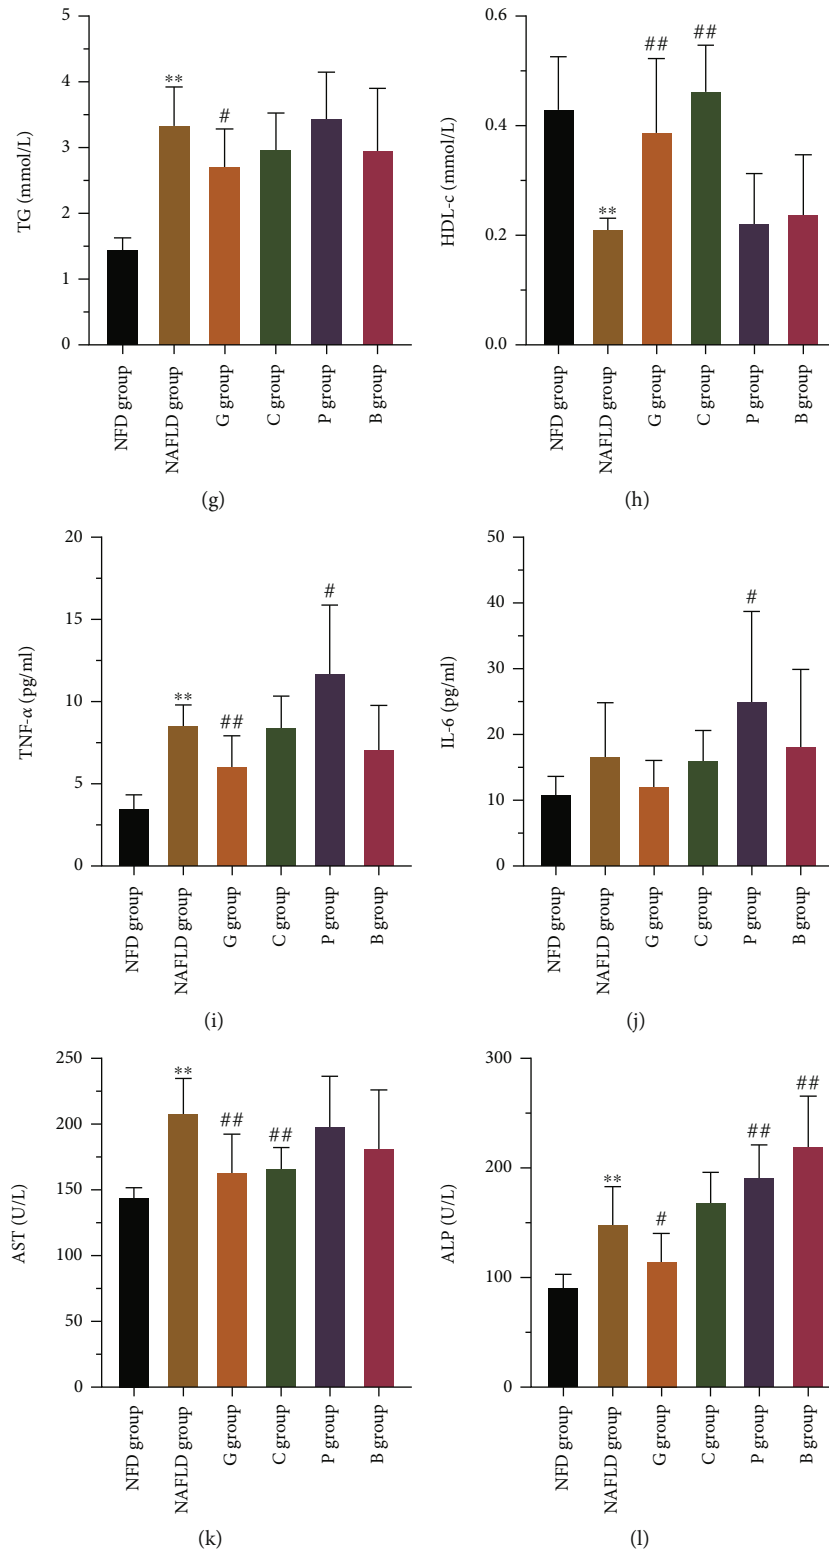 TG (mmol/L)
5
4
3
2
1
0
**
#
NFD group
NAFLD group
G group
C group
P group
B group
(g)
HDL-c (mmol/L)
0.6
0.4
0.2
0.0
**
##
##
NFD group
NAFLD group
G group
C group
P group
B group
(h)
TNF-α (pg/ml)
20
15
10
5
0
**
##
#
NFD group
NAFLD group
G group
C group
P group
B group
(i)
IL-6 (pg/ml)
50
40
30
20
10
0
#
NFD group
NAFLD group
G group
C group
P group
B group
(j)
AST (U/L)
250
200
150
100
50
0
**
##
##
NFD group
NAFLD group
G group
C group
P group
B group
(k)
ALP (U/L)
300
200
100
0
**
#
##
##
NFD group
NAFLD group
G group
C group
P group
B group
(l)